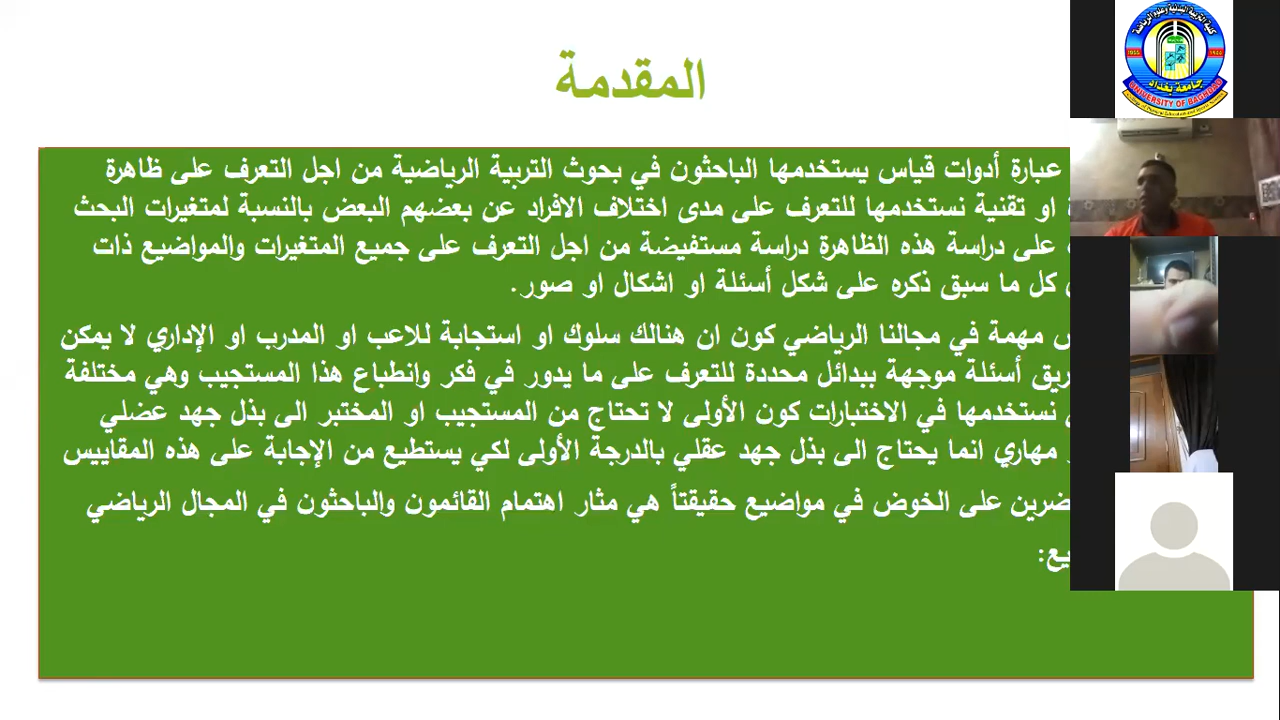 المقدمة
عبارة أدوات قياس يستخدمها الباحثون في بحوث التربية الرياضية من اجل التعرف على ظاهرة
او تقنية نستخدمها للتعرف على مدى اختلاف الافراد عن بعضهم البعض بالنسبة لمتغيرات البحث
على دراسة هذه الظاهرة دراسة مستفيضة من اجل التعرف على جميع المتغيرات والمواضيع ذات
كل ما سبق ذكره على شكل أسئلة او اشكال او صور.
مهمة في مجالنا الرياضي كون ان هنالك سلوك او استجابة للاعب او المدرب او الإداري لا يمكن
أسئلة موجهة ببدائل محددة للتعرف على ما يدور في فكر وانطباع هذا المستجيب وهي مختلفة
نستخدمها في الاختبارات كون الأولى لا تحتاج من المستجيب او المختبر الى بذل جهد عضلي
مهاري انما يحتاج الى بذل جهد عقلي بالدرجة الأولى لكي يستطيع من الإجابة على هذه المقاييس
على الخوض في مواضيع حقيقتاً هي مثار اهتمام القائمون والباحثون في المجال الرياضي
كلية التربية البدنية وعلوم الرياضة
جامعة بغداد
UNIVERSITY OF BAGHDAD